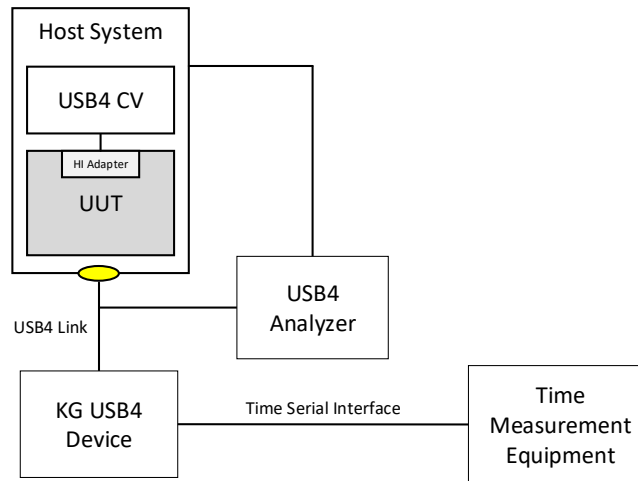 Host System
USB4 CV
HI Adapter
UUT
USB4 Link
USB4
Analyzer
KG USB4
Device
Time Serial Interface
Time
Measurement
Equipment